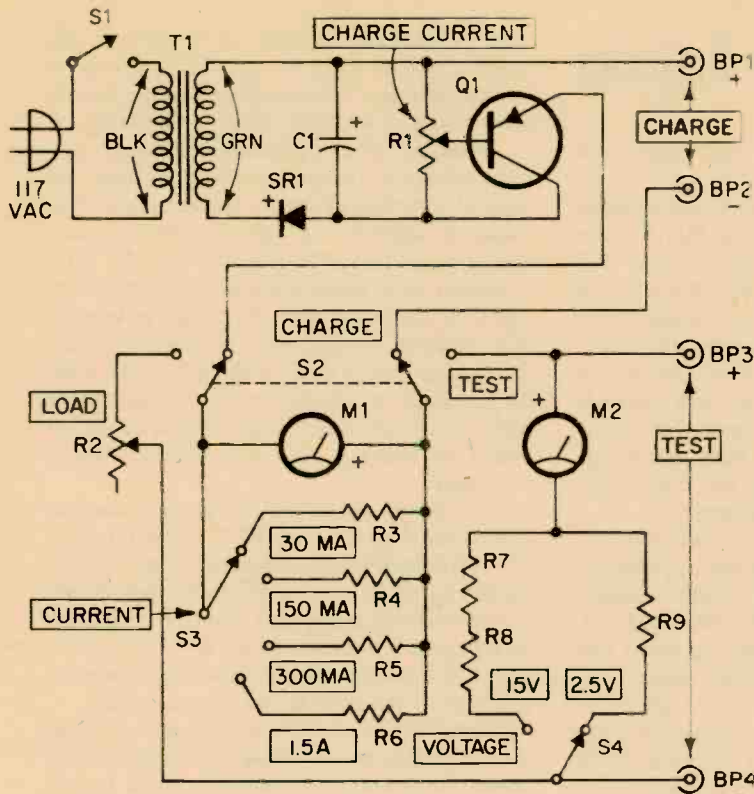 S1
T1
CHARGE CURRENT
Q1
BP1
+
BLK
GRN
C1
+
R1
CHARGE
117
VAC
SR1
+
BP2
-
CHARGE
S2
TEST
BP3
+
LOAD
R2
M1
+
+
M2
TEST
30 MA
R3
150 MA
R4
CURRENT
S3
300 MA
R5
1.5A
R6
R7
R8
R9
15V
2.5V
VOLTAGE
S4
BP4